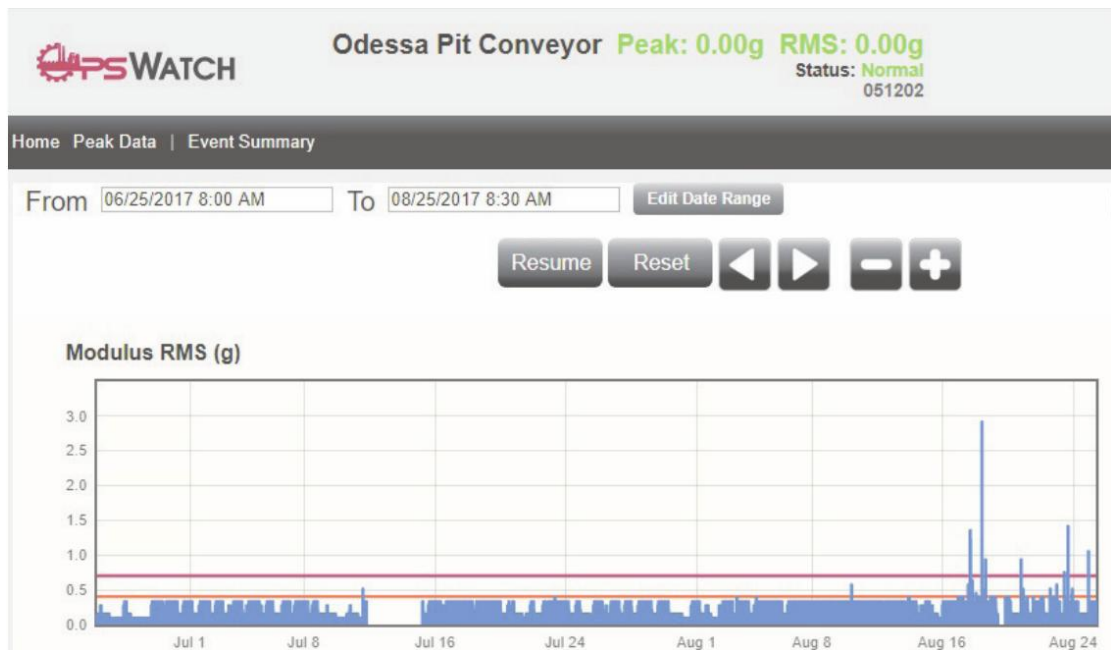 OPSWATCH
Odessa Pit Conveyor Peak: 0.00g RMS: 0.00g
Status: Normal
051202
Home Peak Data | Event Summary
From 06/25/2017 8:00 AM To 08/25/2017 8:30 AM Edit Date Range
Resume Reset
Modulus RMS (g)
3.0
2.5
2.0
1.5
1.0
0.5
0.0
Jul 1 Jul 8 Jul 16 Jul 24 Aug 1 Aug 8 Aug 16 Aug 24